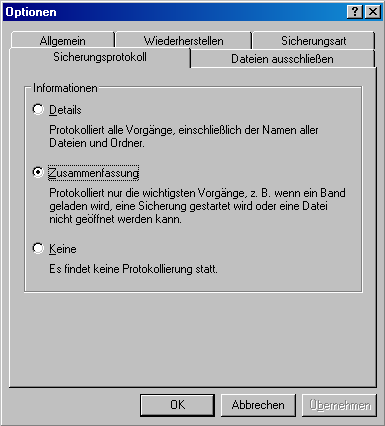 Optionen
Allgemein
Wiederherstellen
Sicherungsart
Sicherungsprotokoll
Dateien ausschließen
Informationen
Details
Protokolliert alle Vorgänge, einschließlich der Namen aller
Dateien und Ordner.
Zusammenfassung
Protokolliert nur die wichtigsten Vorgänge, z. B. wenn ein Band
geladen wird, eine Sicherung gestartet wird oder eine Datei
nicht geöffnet werden kann.
Keine
Es findet keine Protokollierung statt.
OK
Abbrechen
Übernehmen